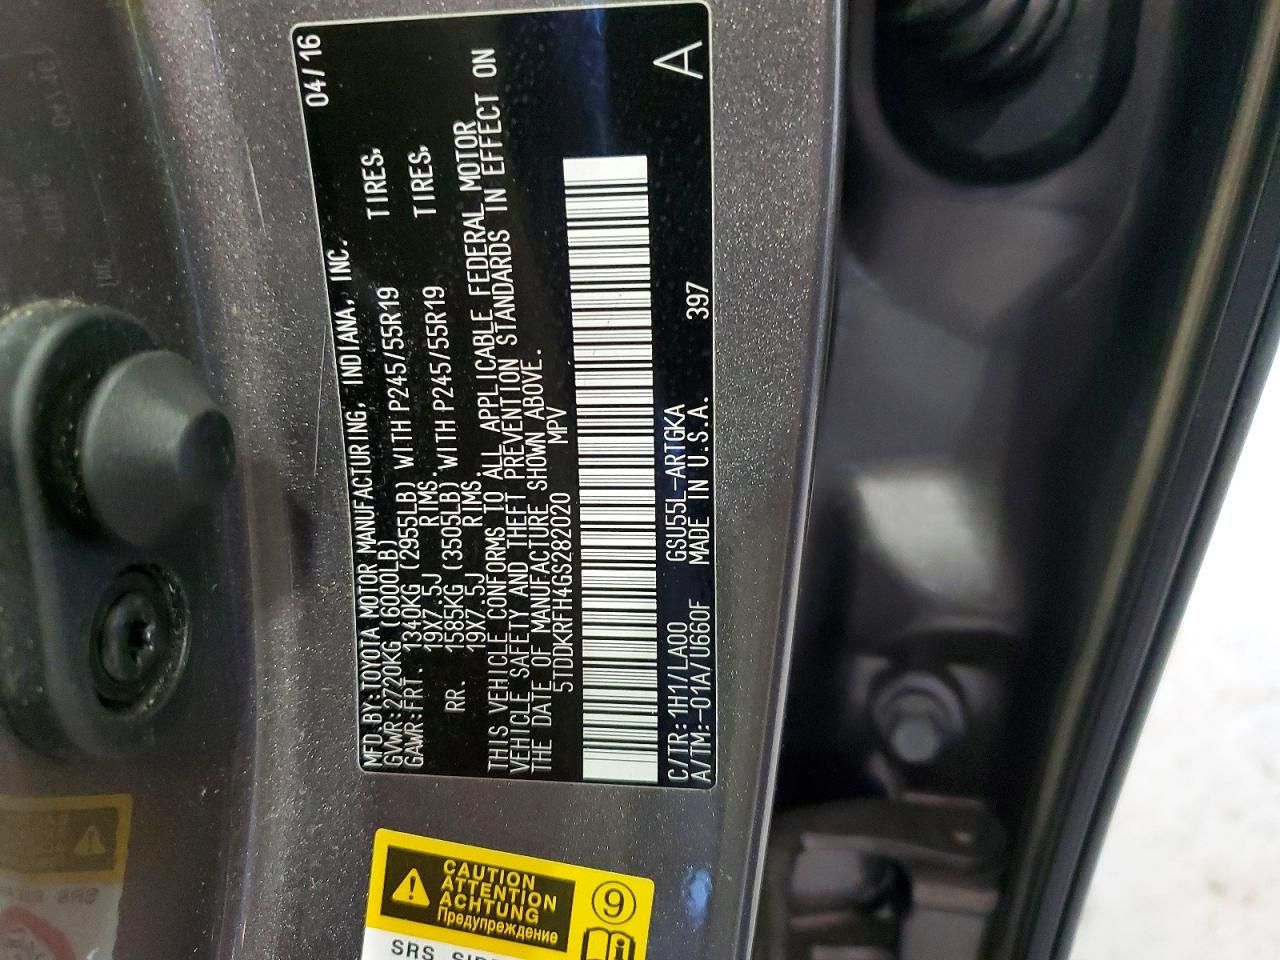 MFD. BY: TOYOTA MOTOR MANUFACTURING, INDIANA, INC. 04/16
GVWR: 2720KG (6000LB)
GAWR: FRT. 1340KG (2955LB) WITH P245/55R19 TIRES,
19X7.5J RIMS.
RR. 1585KG (3505LB) WITH P245/55R19 TIRES,
19X7.5J RIMS.
THIS VEHICLE CONFORMS TO ALL APPLICABLE FEDERAL MOTOR
VEHICLE SAFETY AND THEFT PREVENTION STANDARDS IN EFFECT ON
THE DATE OF MANUFACTURE SHOWN ABOVE.
5TDDKRFH4GS282020 MPV
A
C/TR: 1H1/LA00 GSU55L-ARTGKA 397
A/TM: -01A/U660F MADE IN U.S.A.
CAUTION
ATTENTION
ACHTUNG
Предупреждение
9
i